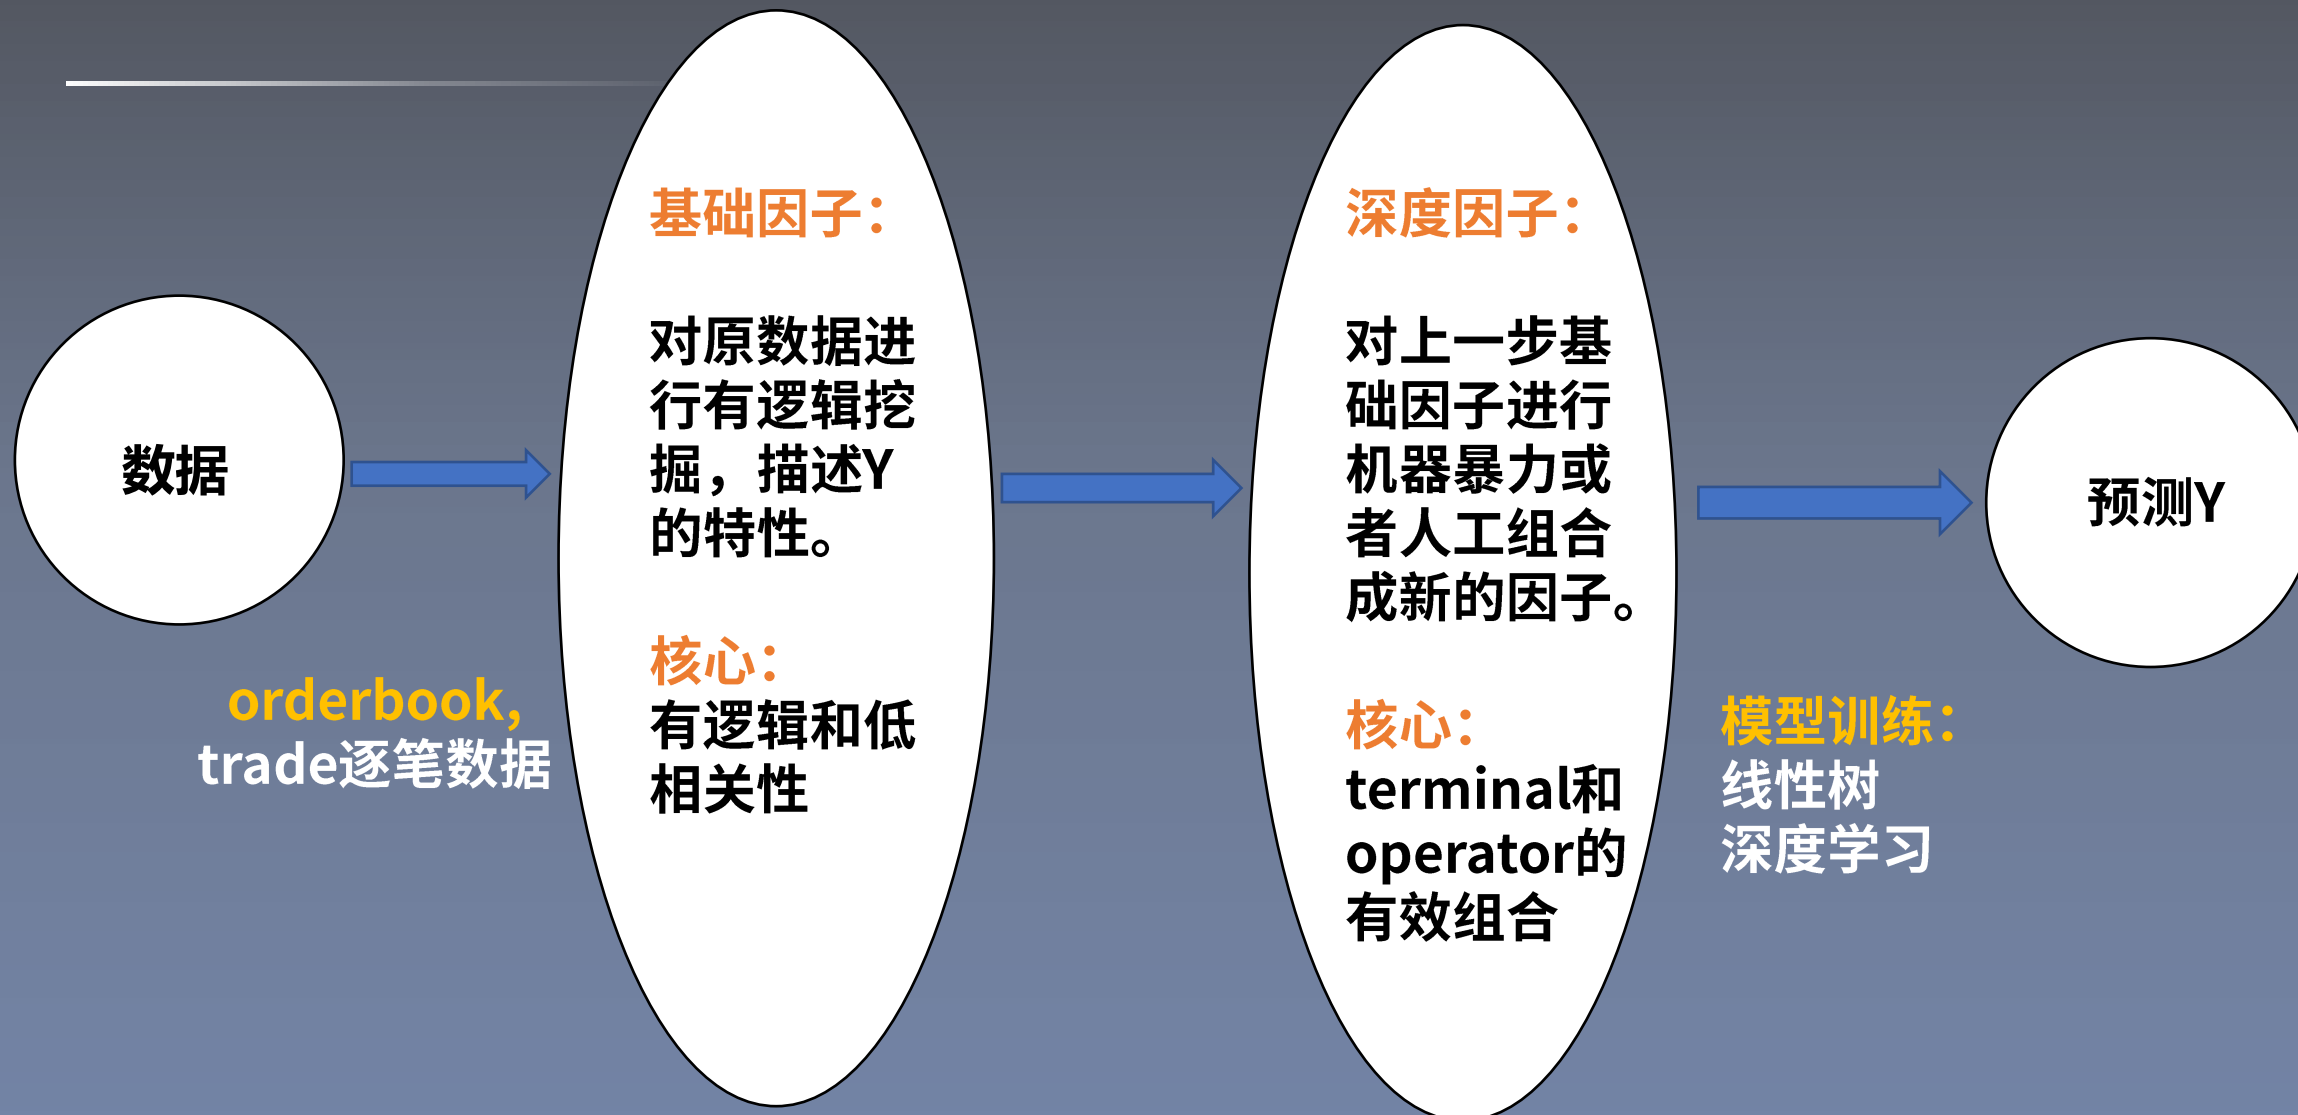 数据
orderbook,
trade逐笔数据
基础因子：
对原数据进
行有逻辑挖
掘，描述Y
的特性。
核心：
有逻辑和低
相关性
深度因子：
对上一步基
础因子进行
机器暴力或
者人工组合
成新的因子。
核心：
terminal和
operator的
有效组合
模型训练：
线性树
深度学习
预测Y